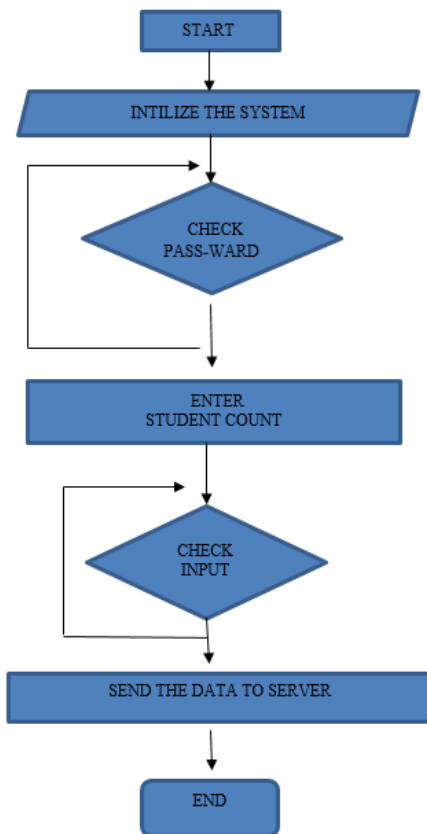 START
INTILIZE THE SYSTEM
CHECK
PASS-WARD
ENTER
STUDENT COUNT
CHECK
INPUT
SEND THE DATA TO SERVER
END